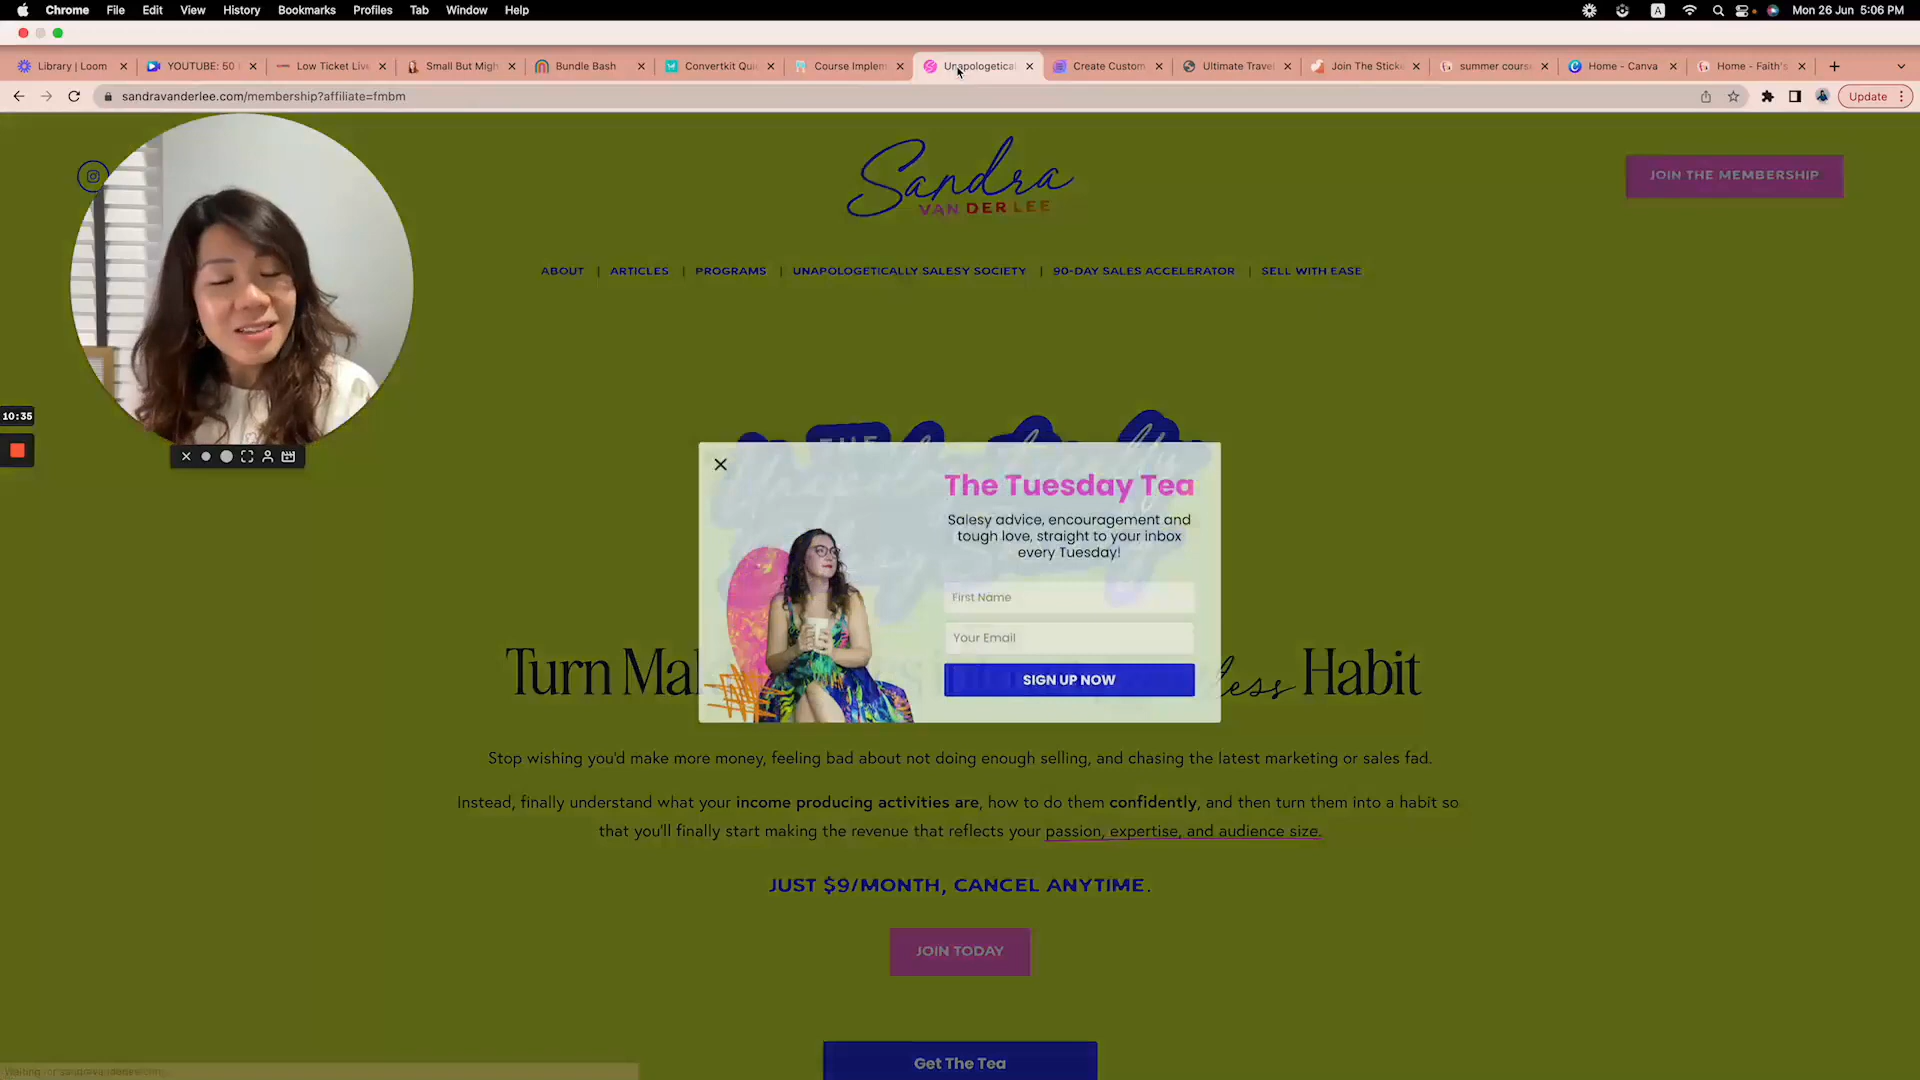 Chrome File Edit View History Bookmarks Profiles Tab Window Help
A Mon 26 Jun 5:06 PM
Library | Loom
YOUTUBE: 50
Low Ticket Live
Small But Migh
Bundle Bash
Convertkit Qui
Course Implem
Unapologetical
Create Custom
Ultimate Trave
Join The Sticke
summer cours
Home - Canva
Home - Faith's
sandravanderlee.com/membership?affiliate=fmbm
Update
Sandra
VAN DER LEE
JOIN THE MEMBERSHIP
ABOUT | ARTICLES | PROGRAMS | UNAPOLOGETICALLY SALESY SOCIETY | 90-DAY SALES ACCELERATOR | SELL WITH EASE
10:35
THE
The Tuesday Tea
Salesy advice, encouragement and
tough love, straight to your inbox
every Tuesday!
First Name
Your Email
SIGN UP NOW
Turn Ma
less Habit
Stop wishing you'd make more money, feeling bad about not doing enough selling, and chasing the latest marketing or sales fad.
Instead, finally understand what your income producing activities are, how to do them confidently, and then turn them into a habit so
that you'll finally start making the revenue that reflects your passion, expertise, and audience size.
JUST $9/MONTH, CANCEL ANYTIME.
JOIN TODAY
Get The Tea